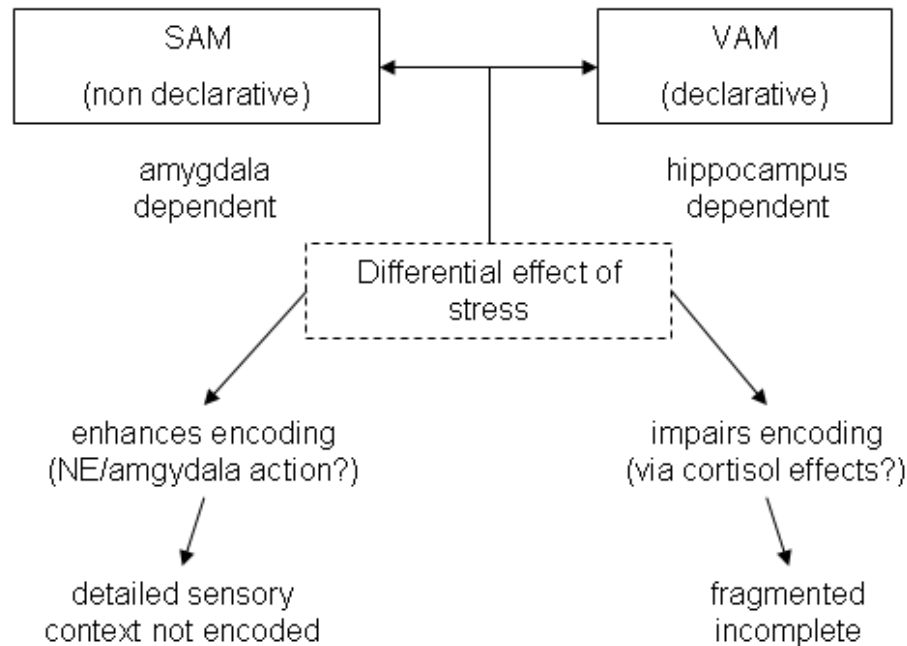 SAM
(non declarative)
VAM
(declarative)
amygdala
dependent
hippocampus
dependent
Differential effect of
stress
enhances encoding
(NE/amgydala action?)
impairs encoding
(via cortisol effects?)
detailed sensory
context not encoded
fragmented
incomplete